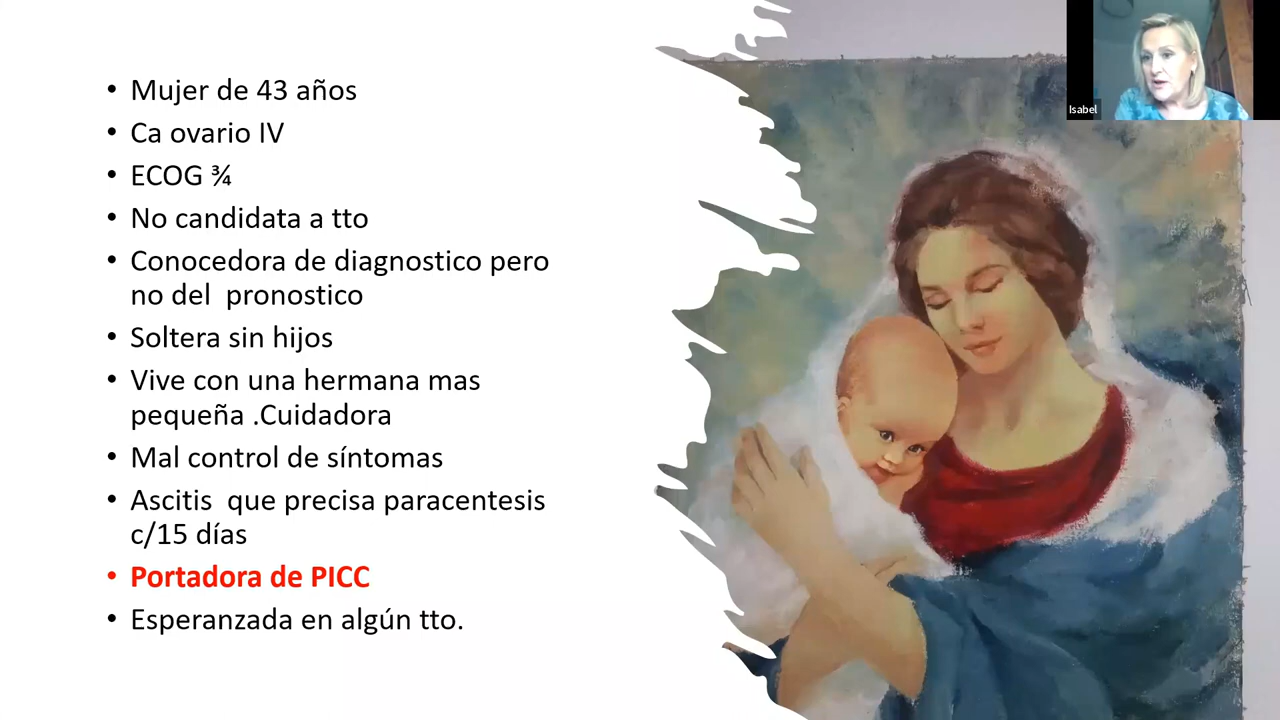 • Mujer de 43 años
• Ca ovario IV
• ECOG ¾
• No candidata a tto
• Conocedora de diagnostico pero
no del  pronostico
• Soltera sin hijos
• Vive con una hermana mas
pequeña .Cuidadora
• Mal control de síntomas
• Ascitis  que precisa paracentesis
c/15 días
• Portadora de PICC
• Esperanzada en algún tto.
Isabel